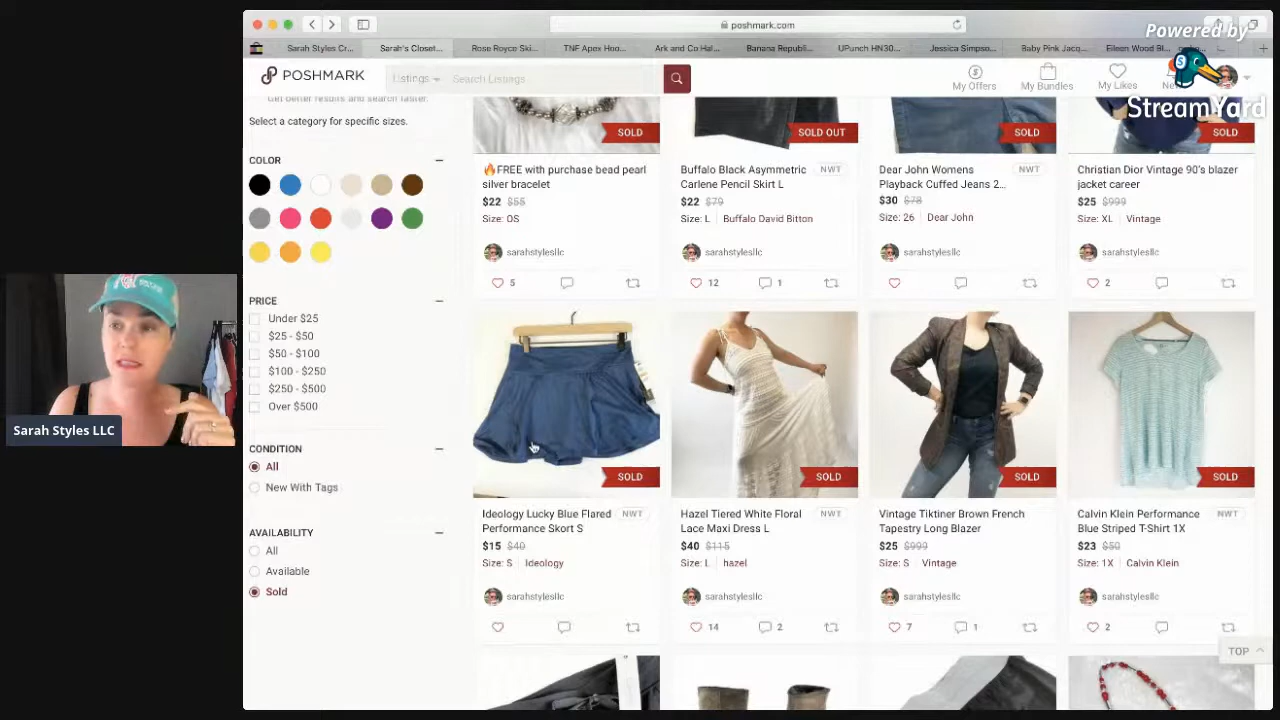 poshmark.com
Powered by
StreamYard
Sarah Styles Cr...
Sarah's Closet...
Rose Royce Ski...
TNF Apex Hoo...
Ark and Co Hal...
Banana Republi...
UPunch HN30...
Jessica Simpso...
Baby Pink Jacq...
Eileen Wood Bl...
POSHMARK
Listings
Search Listings
My Offers
My Bundles
My Likes
Get better results and search faster.
Select a category for specific sizes.
COLOR
PRICE
Under $25
$25 - $50
$50 - $100
$100 - $250
$250 - $500
Over $500
CONDITION
All
New With Tags
AVAILABILITY
All
Available
Sold
SOLD
SOLD OUT
SOLD
SOLD
🔥FREE with purchase bead pearl
silver bracelet
$22 $55
Size: OS
sarahstylesllc
5
Buffalo Black Asymmetric
Carlene Pencil Skirt L
NWT
$22 $79
Size: L
Buffalo David Bitton
sarahstylesllc
12
1
Dear John Womens
Playback Cuffed Jeans 2...
NWT
$30 $78
Size: 26
Dear John
sarahstylesllc
Christian Dior Vintage 90's blazer
jacket career
$25 $999
Size: XL
Vintage
sarahstylesllc
2
SOLD
SOLD
SOLD
SOLD
Ideology Lucky Blue Flared
Performance Skort S
NWT
$15 $40
Size: S
Ideology
sarahstylesllc
Hazel Tiered White Floral
Lace Maxi Dress L
NWT
$40 $115
Size: L
hazel
sarahstylesllc
14
2
Vintage Tiktiner Brown French
Tapestry Long Blazer
$25 $999
Size: S
Vintage
sarahstylesllc
7
1
Calvin Klein Performance
Blue Striped T-Shirt 1X
NWT
$23 $50
Size: 1X
Calvin Klein
sarahstylesllc
2
TOP
Sarah Styles LLC